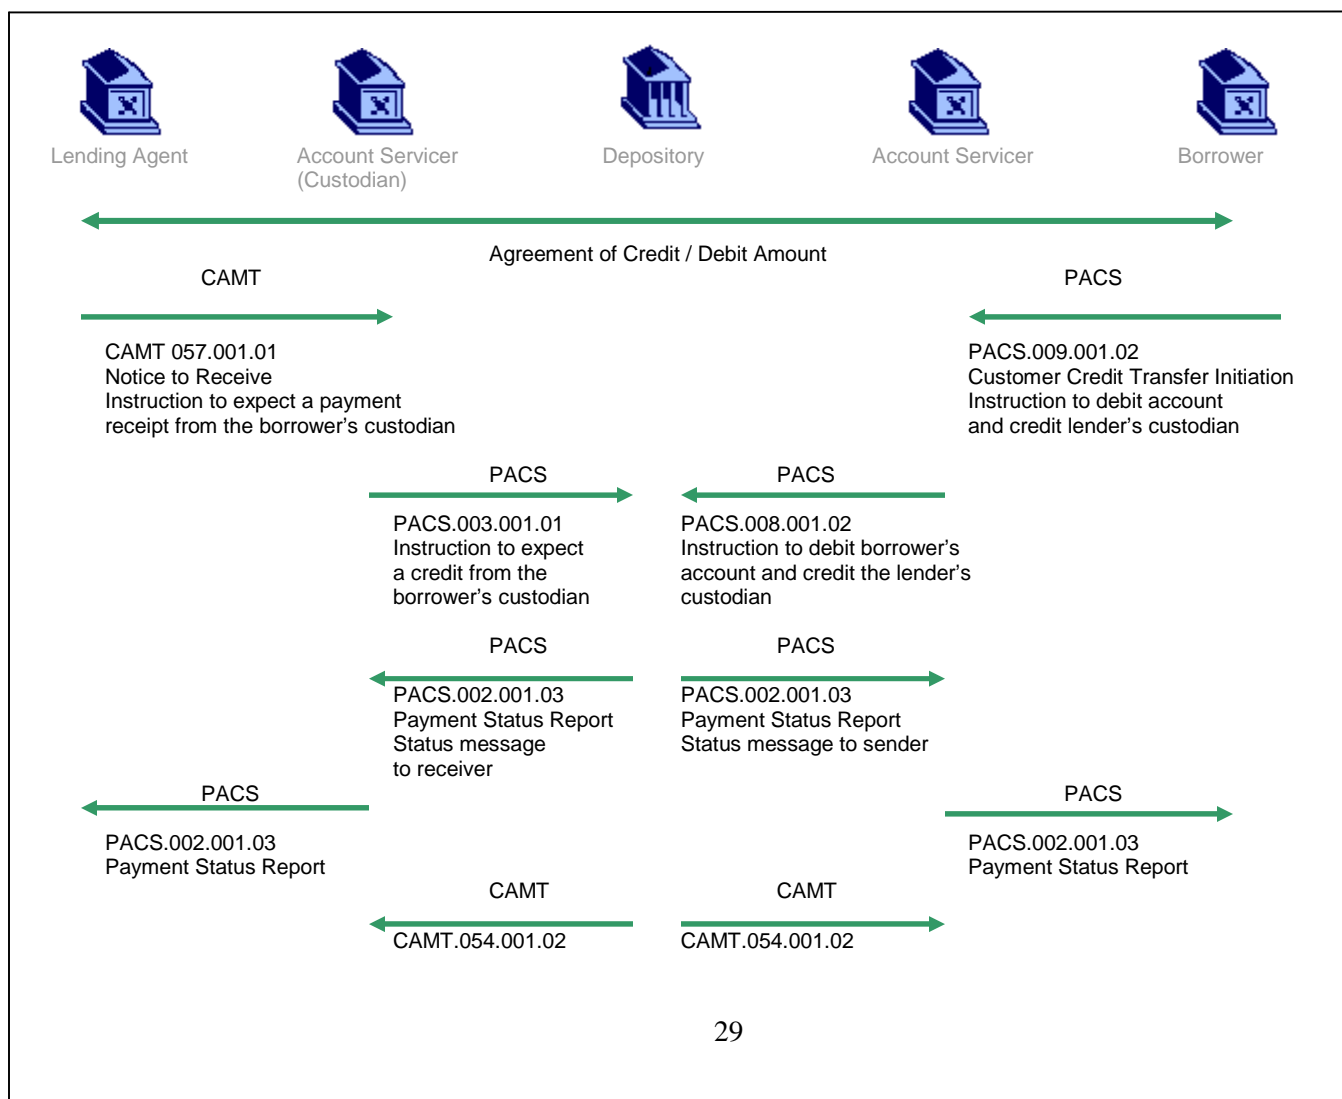 Lending Agent
Account Servicer
(Custodian)
Depository
Account Servicer
Borrower
Agreement of Credit / Debit Amount
CAMT
PACS
CAMT 057.001.01
Notice to Receive
Instruction to expect a payment
receipt from the borrower's custodian
PACS.009.001.02
Customer Credit Transfer Initiation
Instruction to debit account
and credit lender's custodian
PACS
PACS
PACS.003.001.01
Instruction to expect
a credit from the
borrower's custodian
PACS.008.001.02
Instruction to debit borrower's
account and credit the lender's
custodian
PACS
PACS
PACS.002.001.03
Payment Status Report
Status message
to receiver
PACS.002.001.03
Payment Status Report
Status message to sender
PACS
PACS
PACS.002.001.03
Payment Status Report
PACS.002.001.03
Payment Status Report
CAMT
CAMT
CAMT.054.001.02
CAMT.054.001.02
29